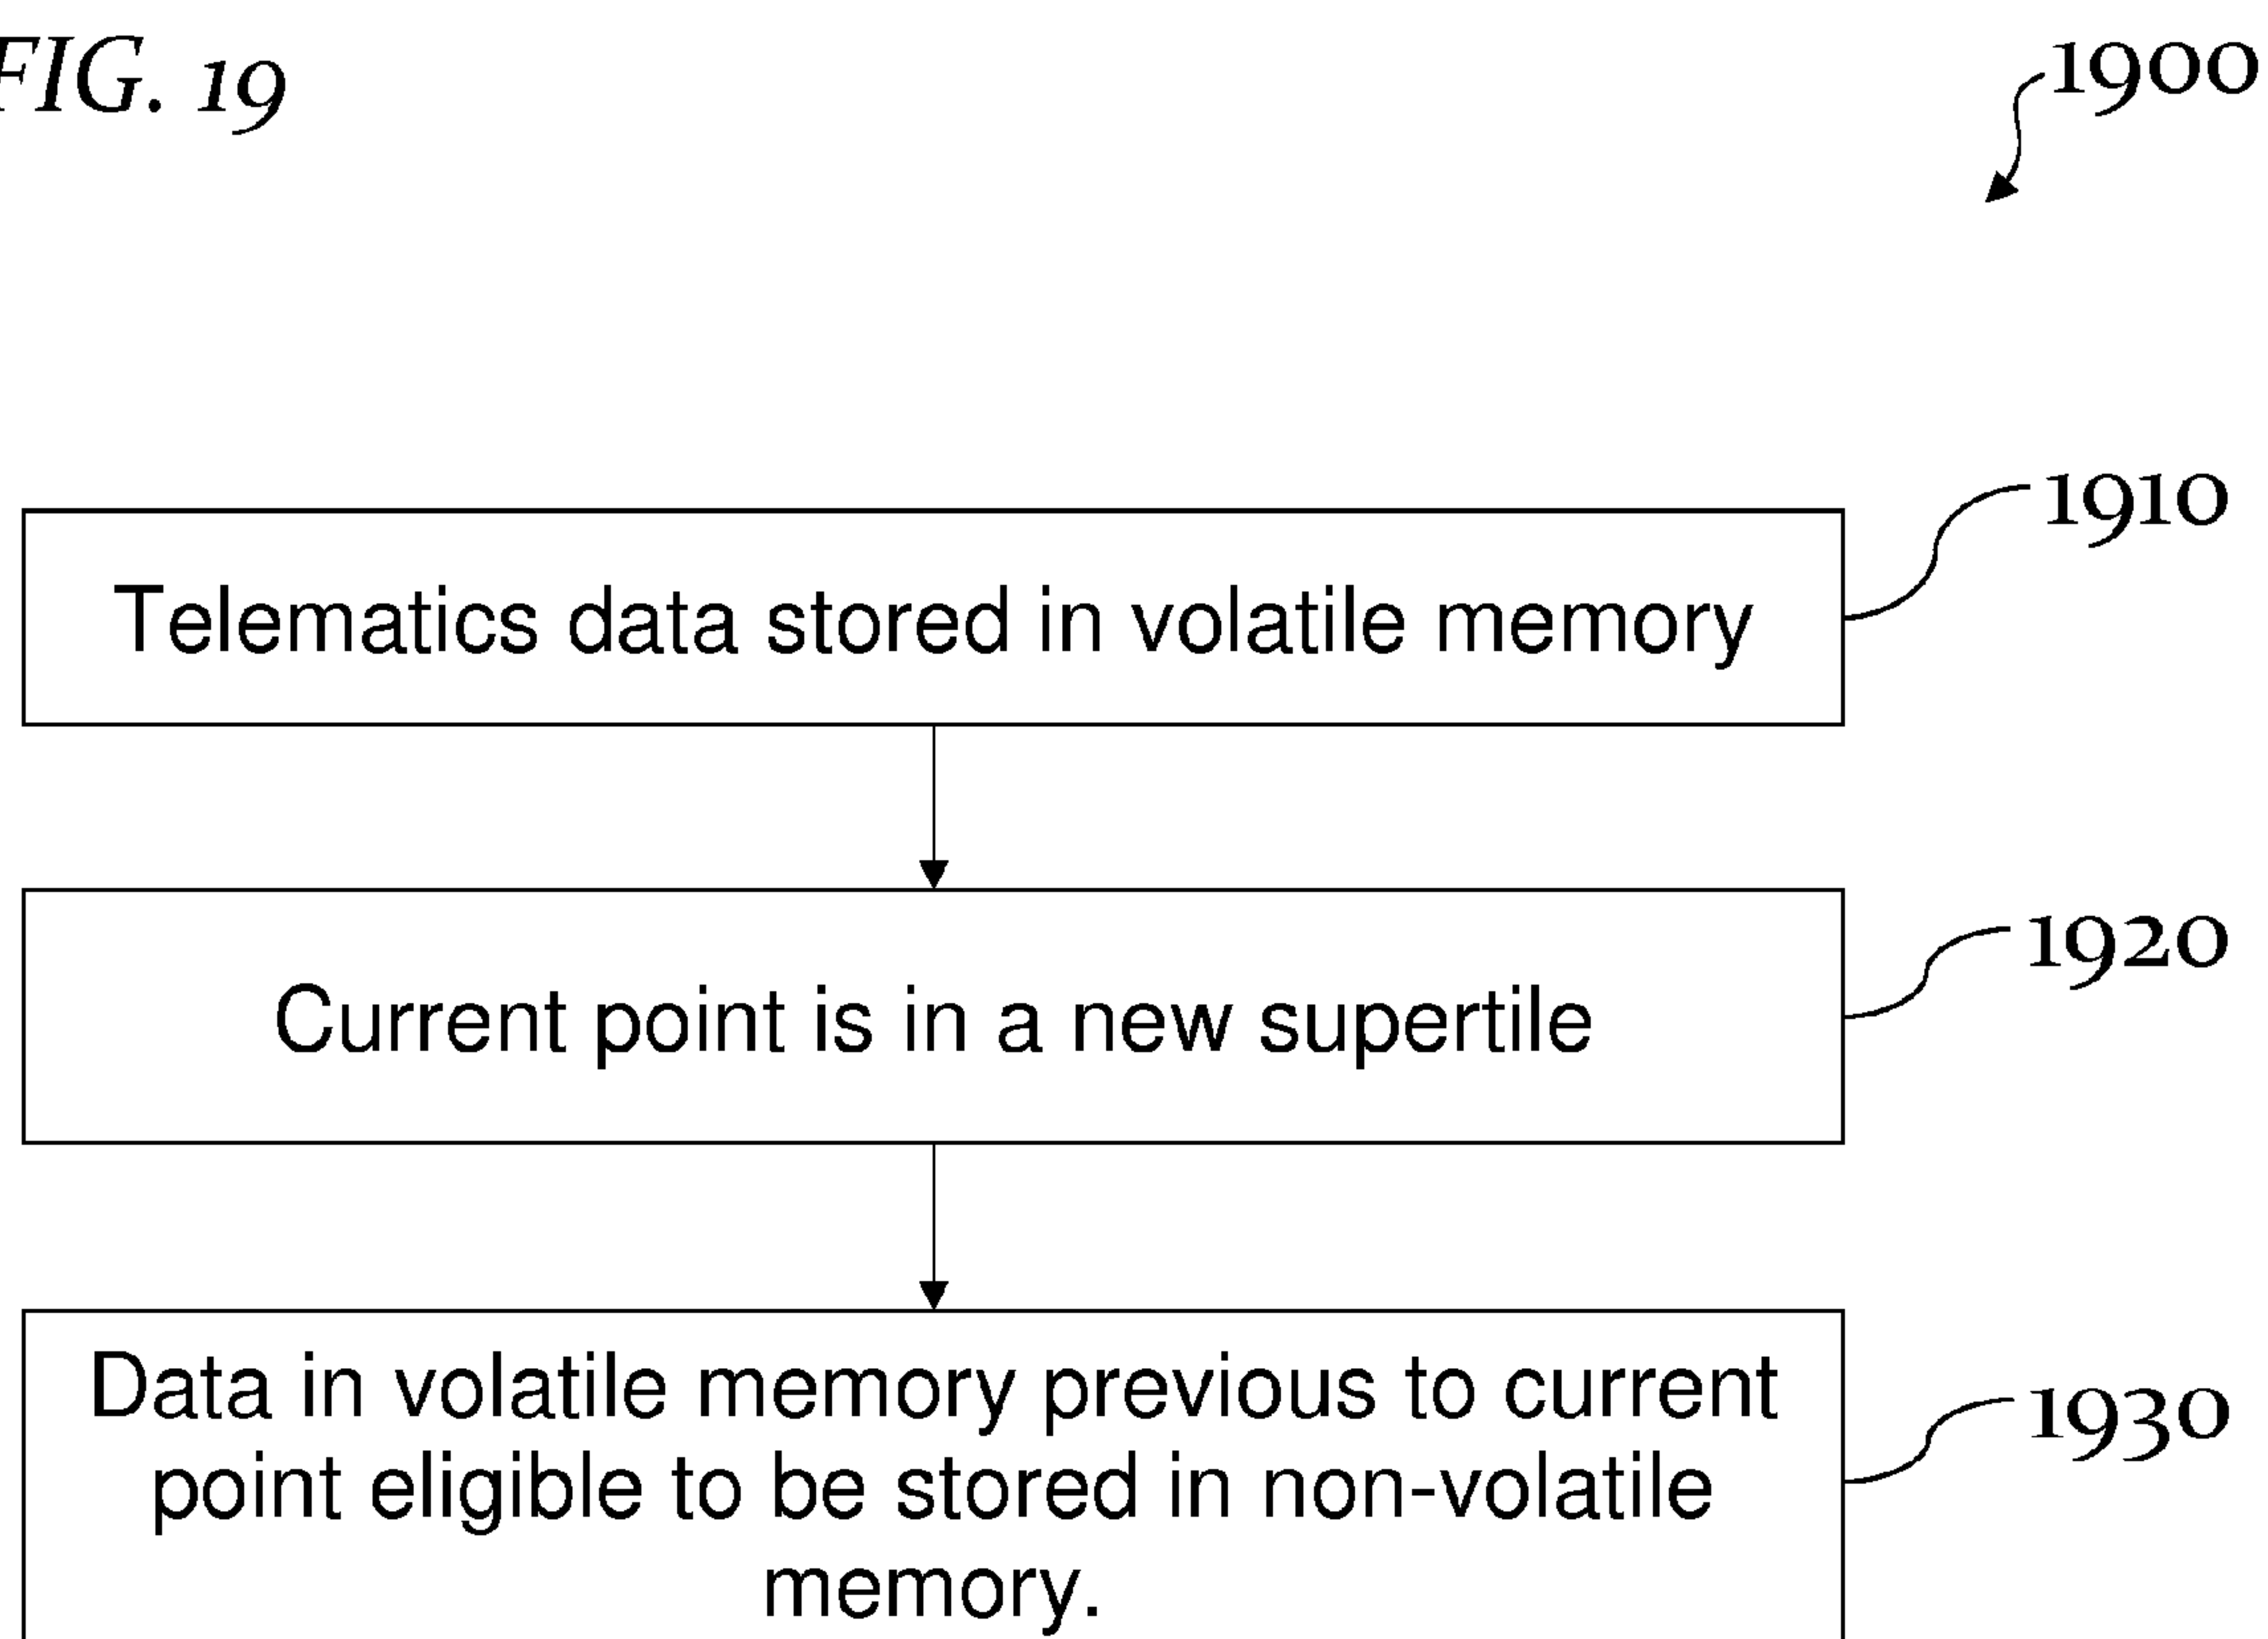 FIG. 19
1900
1910
Telematics data stored in volatile memory
1920
Current point is in a new supertile
Data in volatile memory previous to current
1930
point eligible to be stored in non-volatile
memory.